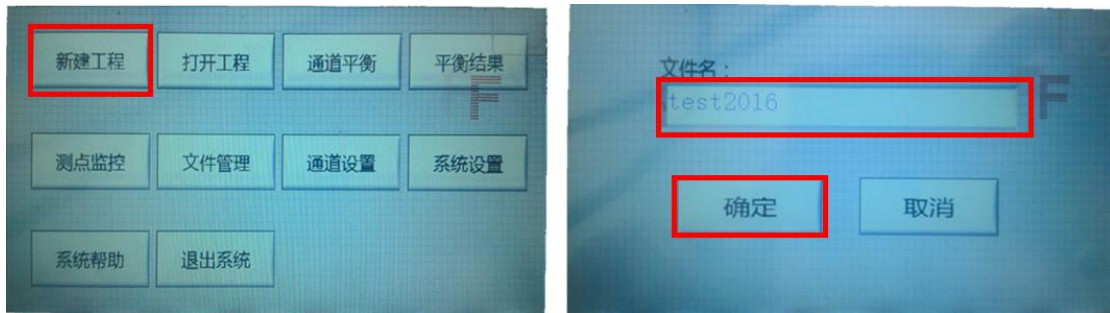 新建工程 打开工程 通道平衡 平衡结果
测点监控 文件管理 通道设置 系统设置
系统帮助 退出系统
文件名：
test2016
确定 取消